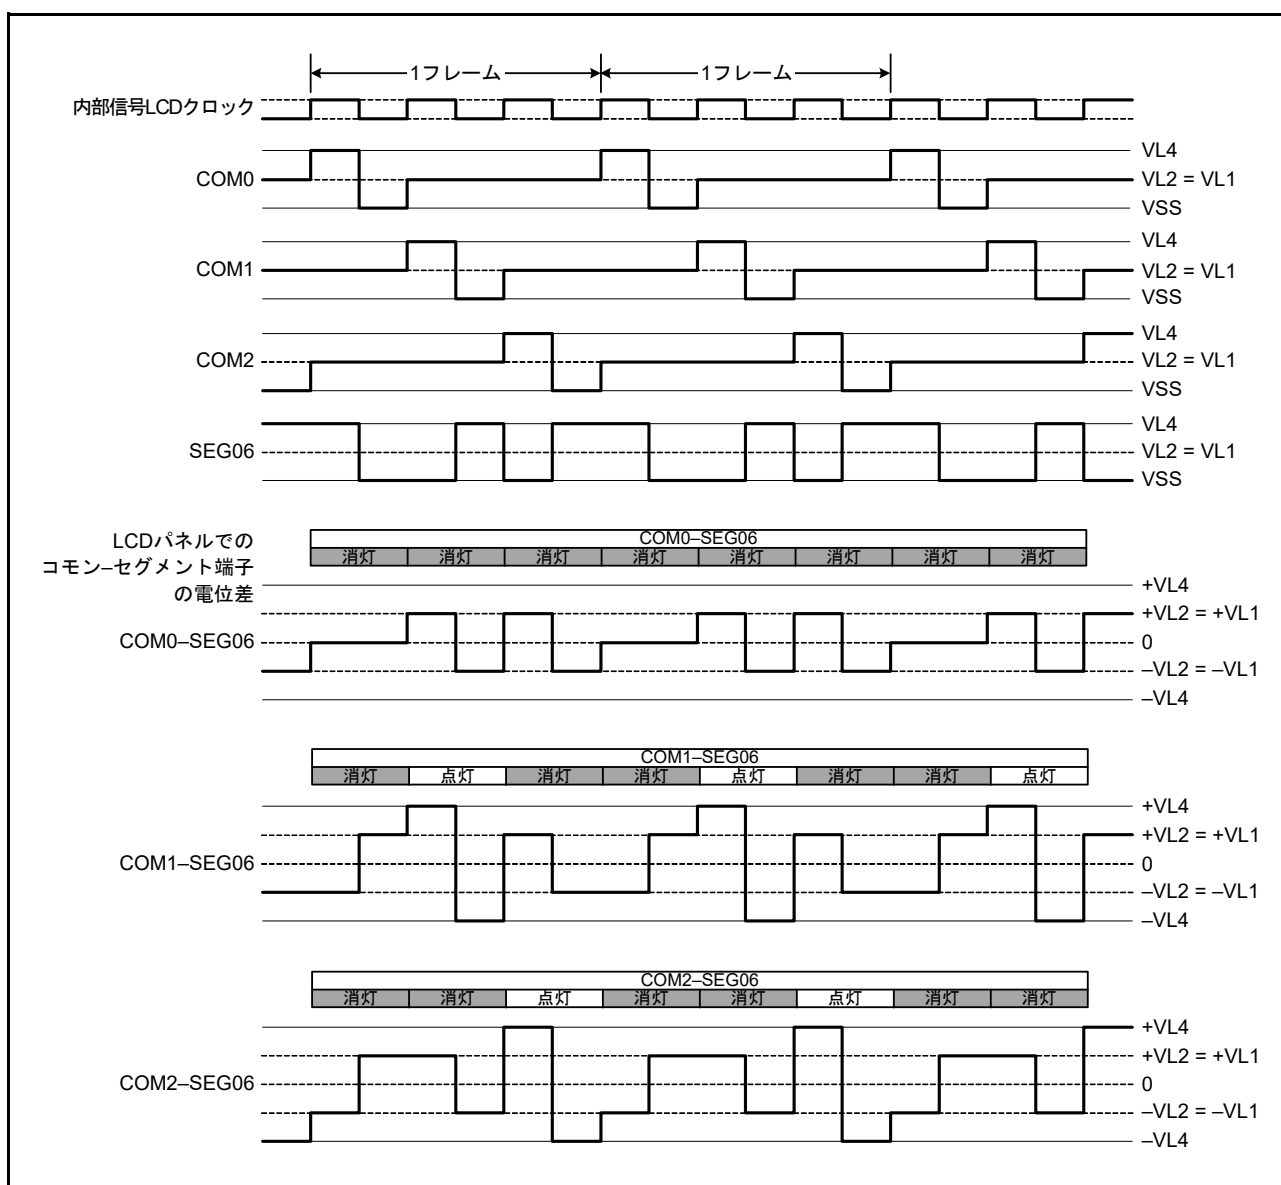 1フレーム 1フレーム
内部信号LCDクロック
VL4
COM0 VL2 = VL1
VSS
VL4
COM1 VL2 = VL1
VSS
VL4
COM2 VL2 = VL1
VSS
VL4
SEG06 VL2 = VL1
VSS
LCDパネルでの
コモン–セグメント端子
の電位差
COM0–SEG06
消灯 消灯 消灯 消灯 消灯 消灯 消灯 消灯
+VL4
+VL2 = +VL1
COM0–SEG06 0
–VL2 = –VL1
–VL4
COM1–SEG06
消灯 点灯 消灯 消灯 点灯 消灯 消灯 点灯
+VL4
+VL2 = +VL1
COM1–SEG06 0
–VL2 = –VL1
–VL4
COM2–SEG06
消灯 消灯 点灯 消灯 消灯 点灯 消灯 消灯
+VL4
+VL2 = +VL1
COM2–SEG06 0
–VL2 = –VL1
–VL4